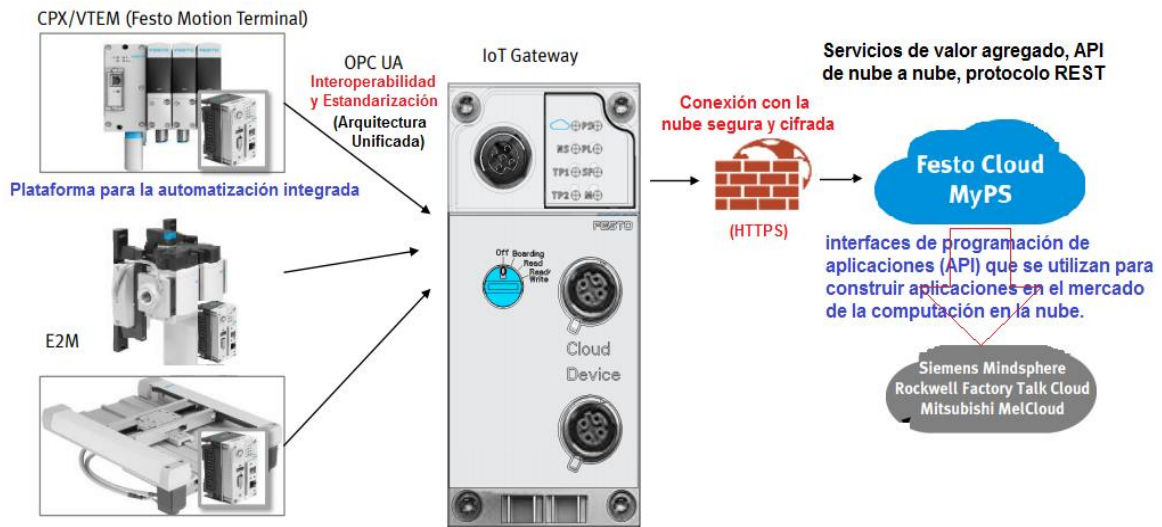 CPX/VTEM (Festo Motion Terminal)
OPC UA
Interoperabilidad
y Estandarización
(Arquitectura
Unificada)
Plataforma para la automatización integrada
E2M
IoT Gateway
PS
NS PL
TP1 SP
TP2 M
FESTO
Off
Boarding
Read
Read/
Write
Cloud
Device
Conexión con la
nube segura y cifrada
(HTTPS)
Servicios de valor agregado, API
de nube a nube, protocolo REST
Festo Cloud
MyPS
interfaces de programación de
aplicaciones (API) que se utilizan para
construir aplicaciones en el mercado
de la computación en la nube.
Siemens Mindsphere
Rockwell Factory Talk Cloud
Mitsubishi MelCloud